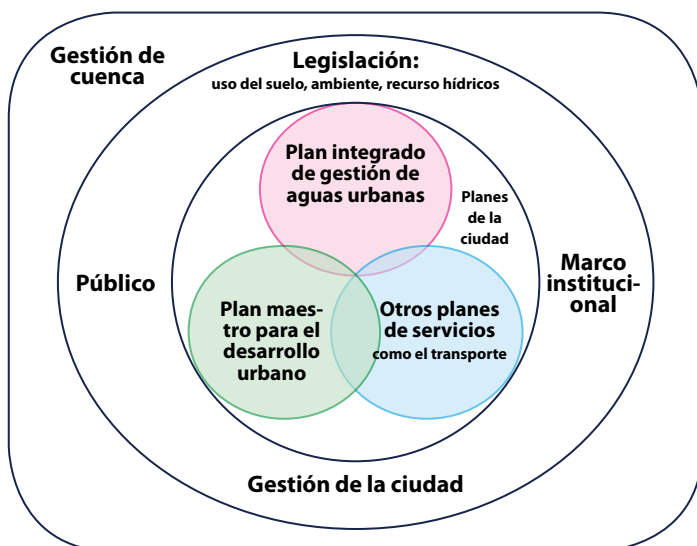 Gestión de
cuenca
Legislación:
uso del suelo, ambiente, recurso hídricos
Plan integrado
de gestión de
aguas urbanas
Planes
de la
ciudad
Público
Marco
institucI-
onal
Plan maes-
tro para el
desarrollo
urbano
Otros planes
de servicios
como el transporte
Gestión de la ciudad